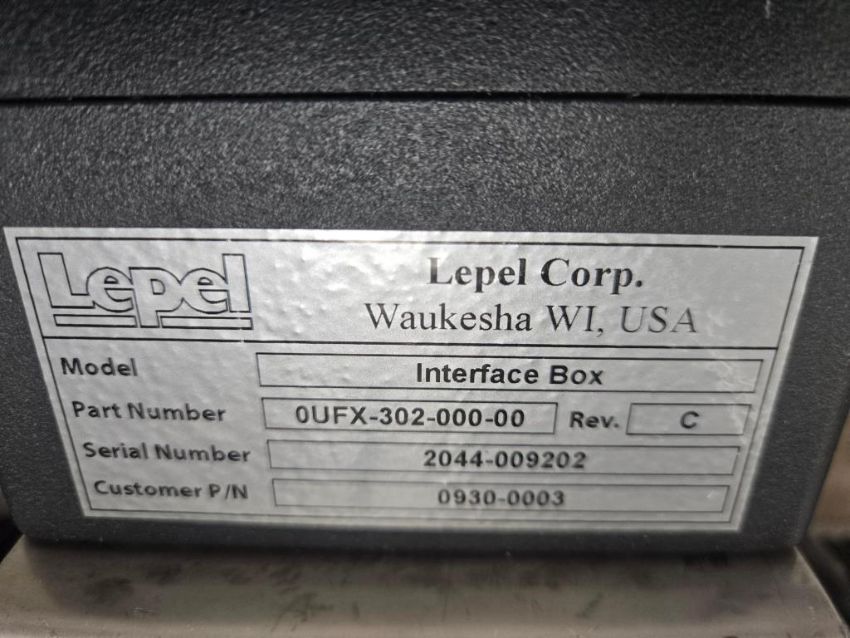 Lepel
Lepel Corp.
Waukesha WI, USA
Model Interface Box
Part Number 0UFX-302-000-00 Rev. C
Serial Number 2044-009202
Customer P/N 0930-0003